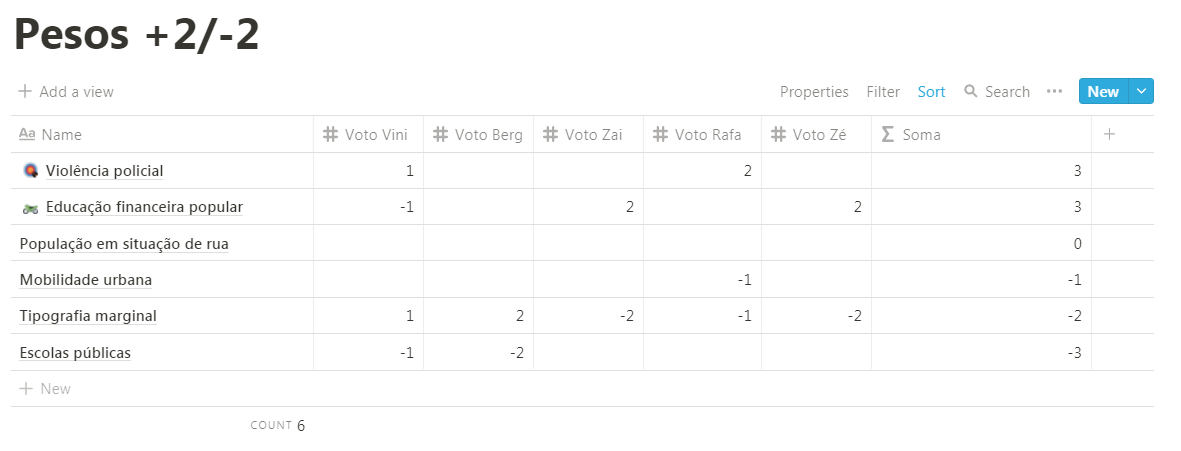 Pesos +2/-2
Add a view Properties Filter Sort Search New
Aa Name Voto Vini Voto Berg Voto Zai Voto Rafa Voto Zé Σ Soma
Violência policial 1 2 3
Educação financeira popular -1 2 2 3
População em situação de rua 0
Mobilidade urbana -1 -1
Tipografia marginal 1 2 -2 -1 -2 -2
Escolas públicas -1 -2 -3
New
COUNT 6